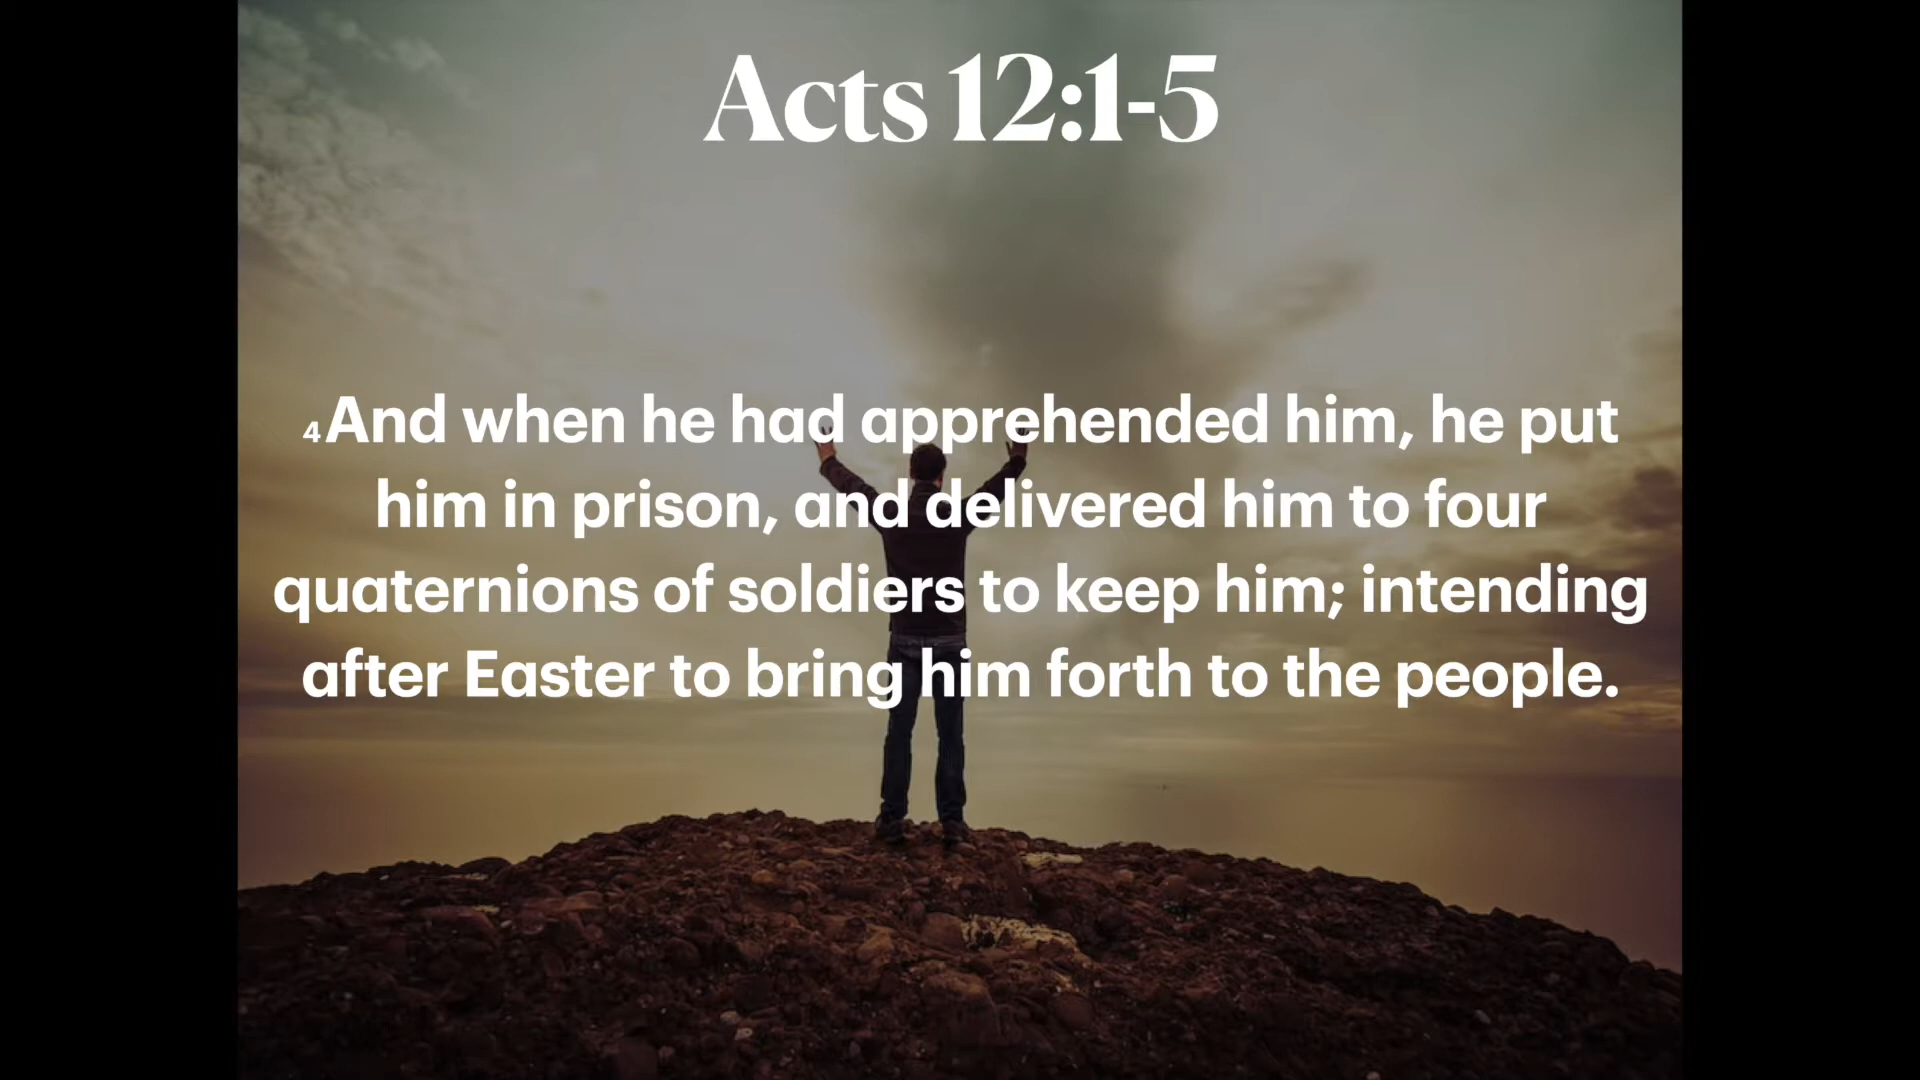 Acts 12:1-5
4And when he had apprehended him, he put
him in prison, and delivered him to four
quaternions of soldiers to keep him; intending
after Easter to bring him forth to the people.